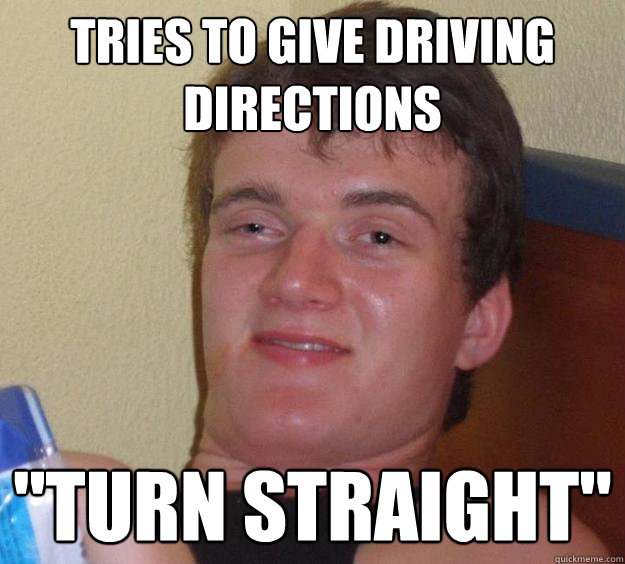 TRIES TO GIVE DRIVING
DIRECTIONS
"TURN STRAIGHT"
quickmeme.com